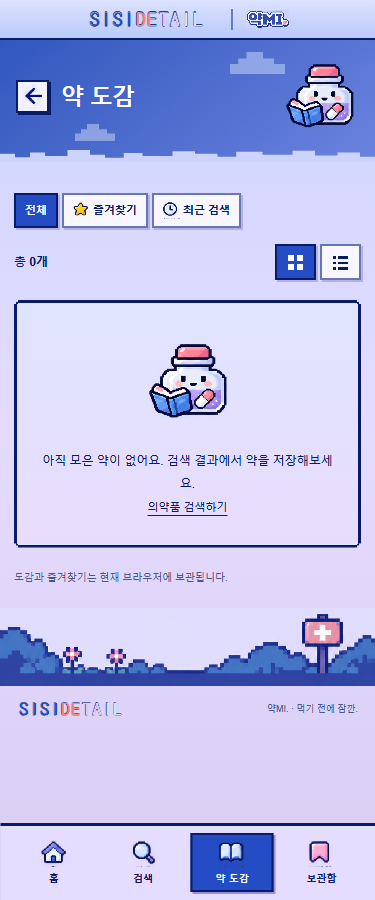 SISIDETAIL 약MI.
약 도감
전체 즐겨찾기 최근 검색
총 0개
아직 모은 약이 없어요. 검색 결과에서 약을 저장해보세
요.
의약품 검색하기
도감과 즐겨찾기는 현재 브라우저에 보관됩니다.
SISIDETAIL 약MI. · 먹기 전에 잠깐.
홈 검색 약 도감 보관함